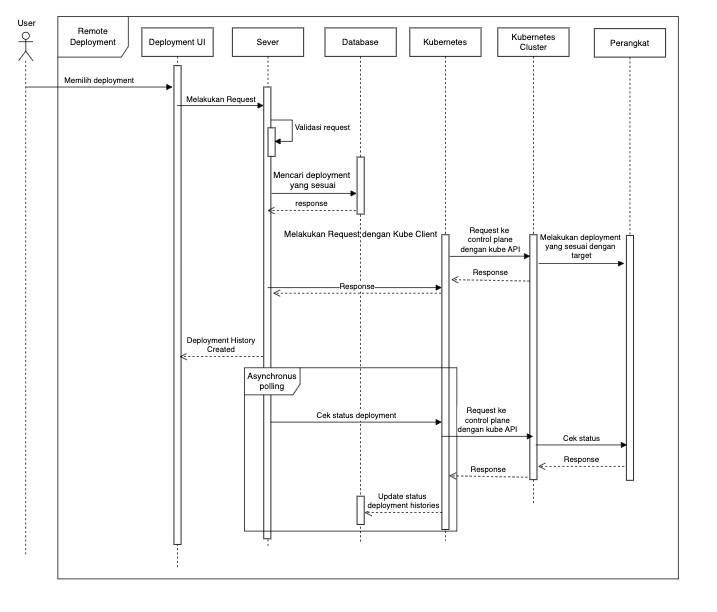 User
Remote
Deployment
Deployment UI
Sever
Database
Kubernetes
Kubernetes
Cluster
Perangkat
Memilih deployment
Melakukan Request
Validasi request
Mencari deployment
yang sesuai
response
Melakukan Request dengan Kube Client
Request ke
control plane
dengan kube API
Melakukan deployment
yang sesuai dengan
target
Response
Response
Deployment History
Created
Asynchronus
polling
Cek status deployment
Request ke
control plane
dengan kube API
Cek status
Response
Response
Update status
deployment histories